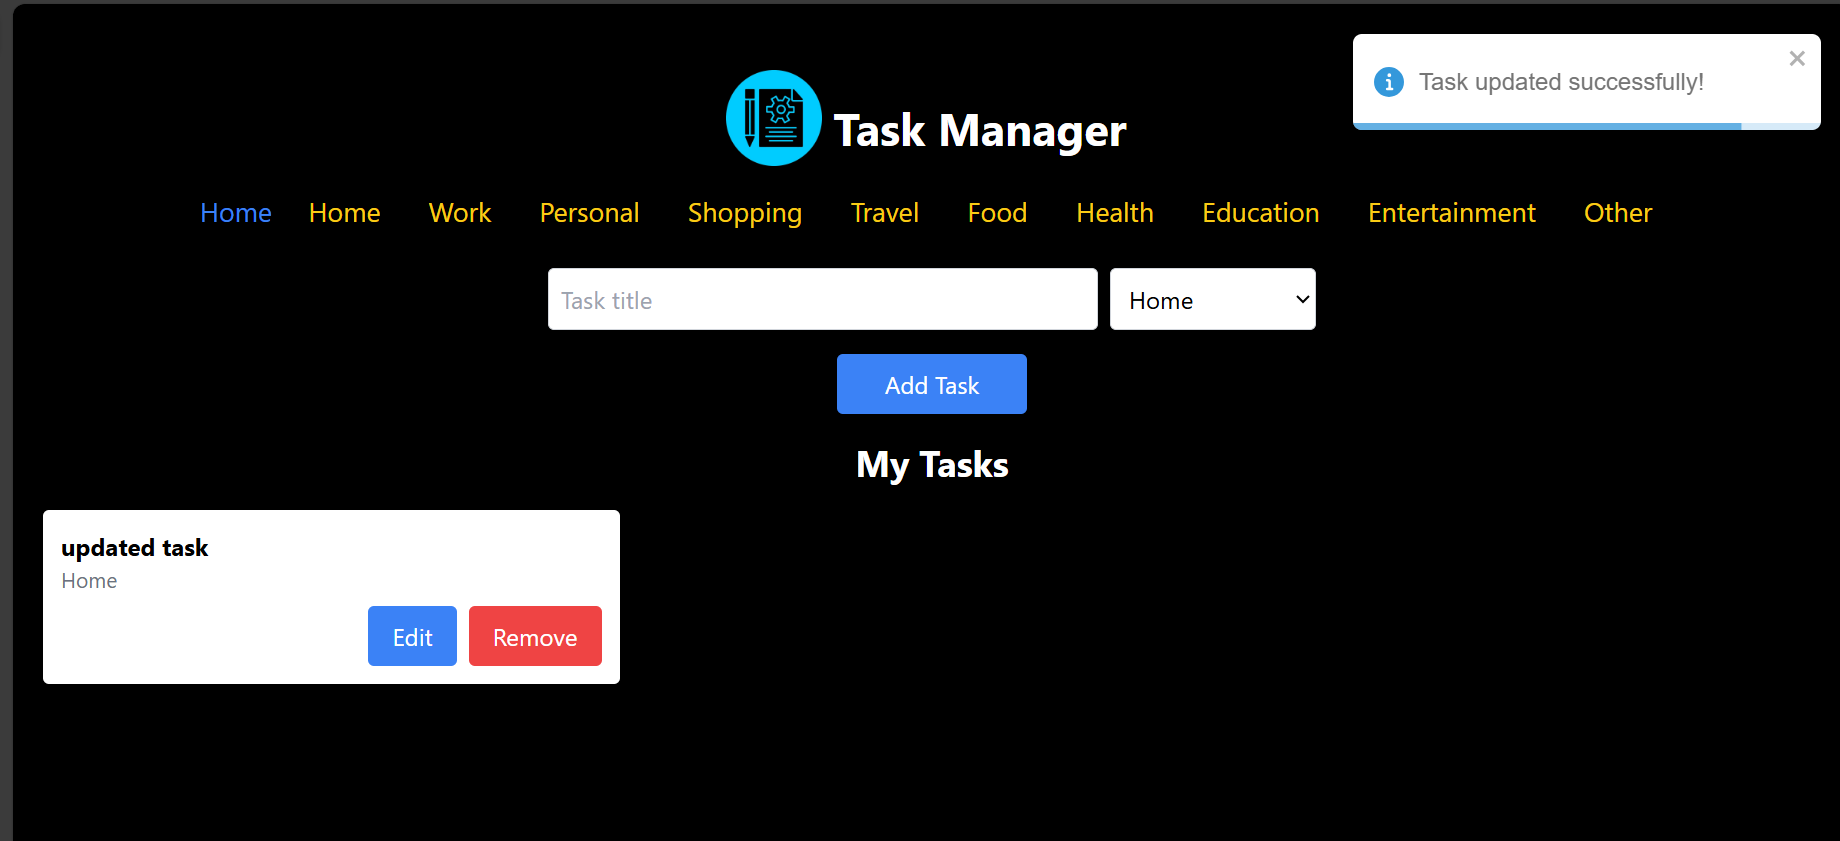 Task updated successfully!
Task Manager
Home Home Work Personal Shopping Travel Food Health Education Entertainment Other
Task title
Home
Add Task
My Tasks
updated task
Home
Edit Remove